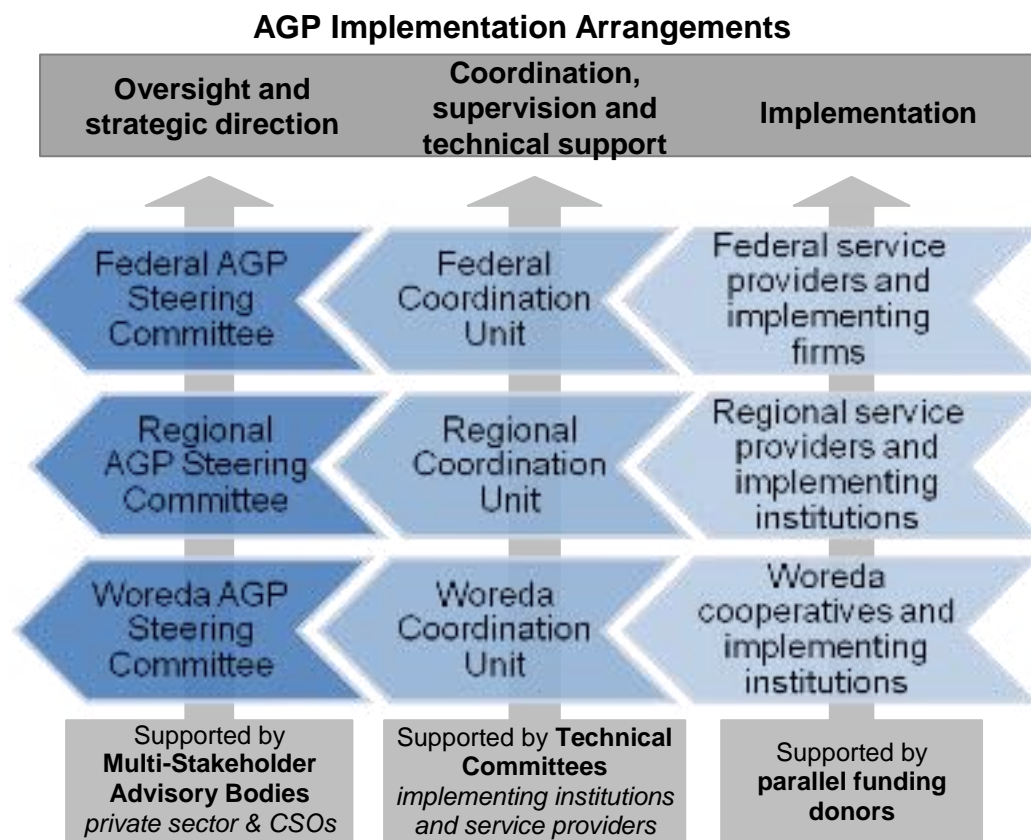 AGP Implementation Arrangements
Oversight and
strategic direction
Coordination,
supervision and
technical support
Implementation
Federal AGP
Steering
Committee
Federal
Coordination
Unit
Federal service
providers and
implementing
firms
Regional
AGP Steering
Committee
Regional
Coordination
Unit
Regional service
providers and
implementing
institutions
Woreda AGP
Steering
Committee
Woreda
Coordination
Unit
Woreda
cooperatives and
implementing
institutions
Supported by
Multi-Stakeholder
Advisory Bodies
private sector & CSOs
Supported by Technical
Committees
implementing institutions
and service providers
Supported by
parallel funding
donors